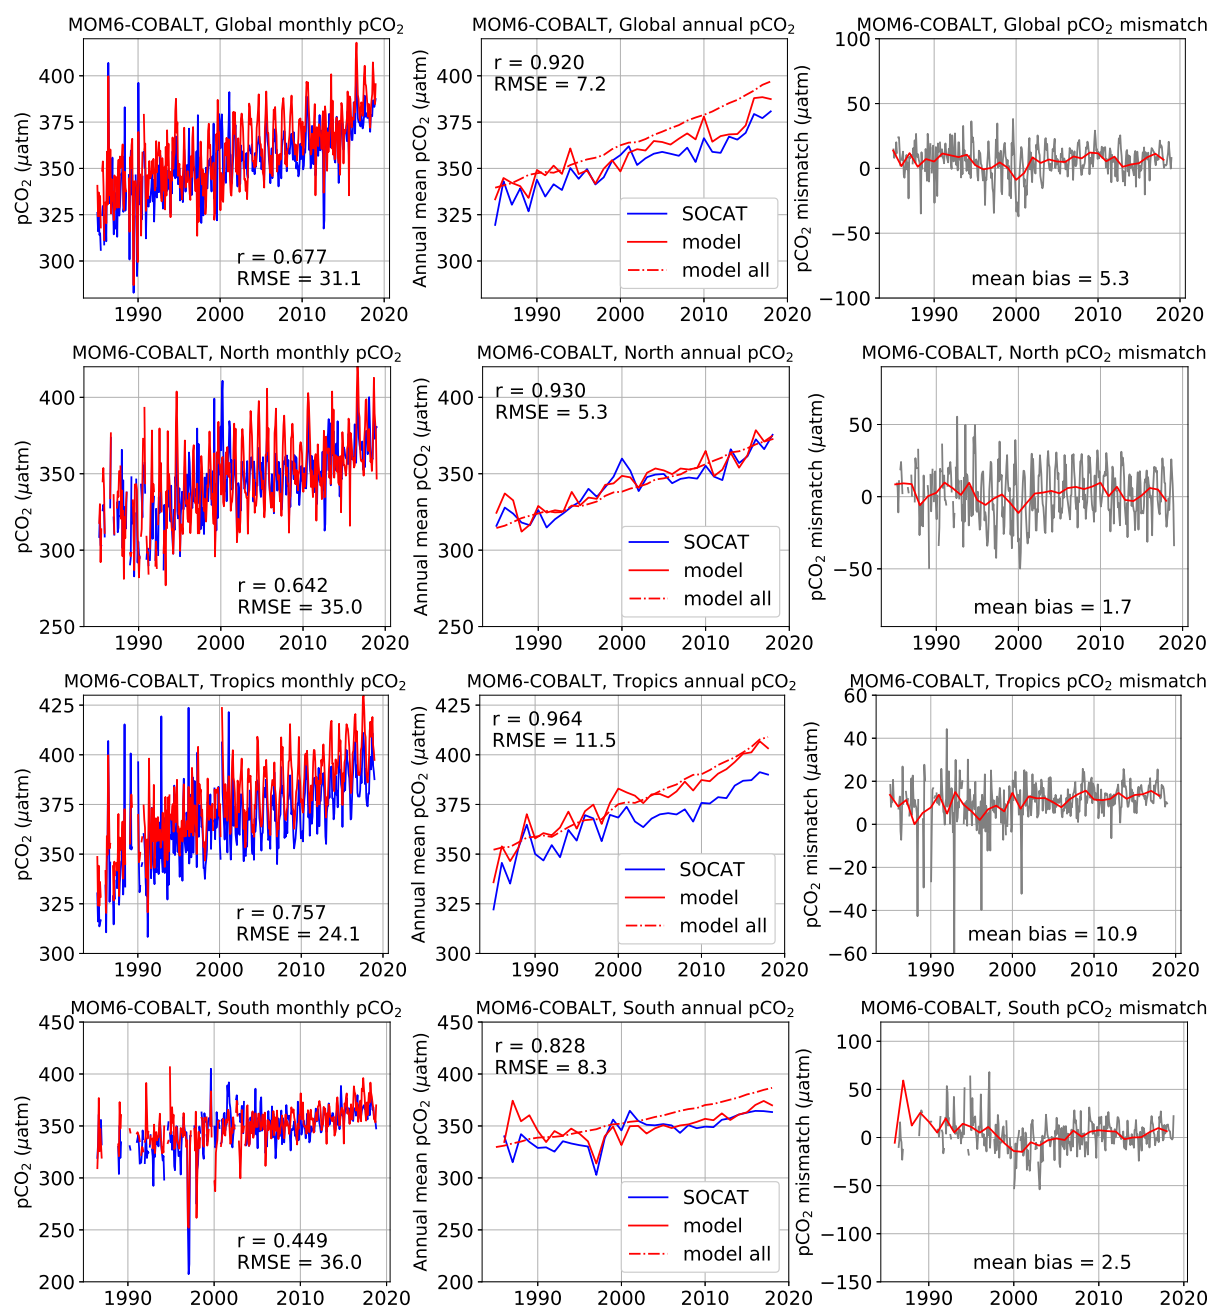 MOM6-COBALT, Global monthly pCO₂
pCO₂ (μatm)
400
375
350
325
300
r = 0.677
RMSE = 31.1
1990 2000 2010 2020
MOM6-COBALT, Global annual pCO₂
Annual mean pCO₂ (μatm)
400
375
350
325
300
r = 0.920
RMSE = 7.2
SOCAT
model
model all
1990 2000 2010 2020
MOM6-COBALT, Global pCO₂ mismatch
pCO₂ mismatch (μatm)
100
50
0
−50
−100
mean bias = 5.3
1990 2000 2010 2020
MOM6-COBALT, North monthly pCO₂
pCO₂ (μatm)
400
350
300
250
r = 0.642
RMSE = 35.0
1990 2000 2010 2020
MOM6-COBALT, North annual pCO₂
Annual mean pCO₂ (μatm)
400
350
300
250
r = 0.930
RMSE = 5.3
SOCAT
model
model all
1990 2000 2010 2020
MOM6-COBALT, North pCO₂ mismatch
pCO₂ mismatch (μatm)
50
0
−50
mean bias = 1.7
1990 2000 2010 2020
MOM6-COBALT, Tropics monthly pCO₂
pCO₂ (μatm)
425
400
375
350
325
300
r = 0.757
RMSE = 24.1
1990 2000 2010 2020
MOM6-COBALT, Tropics annual pCO₂
Annual mean pCO₂ (μatm)
425
400
375
350
325
300
r = 0.964
RMSE = 11.5
SOCAT
model
model all
1990 2000 2010 2020
MOM6-COBALT, Tropics pCO₂ mismatch
pCO₂ mismatch (μatm)
60
40
20
0
−20
−40
−60
mean bias = 10.9
1990 2000 2010 2020
MOM6-COBALT, South monthly pCO₂
pCO₂ (μatm)
450
400
350
300
250
200
r = 0.449
RMSE = 36.0
1990 2000 2010 2020
MOM6-COBALT, South annual pCO₂
Annual mean pCO₂ (μatm)
450
400
350
300
250
200
r = 0.828
RMSE = 8.3
SOCAT
model
model all
1990 2000 2010 2020
MOM6-COBALT, South pCO₂ mismatch
pCO₂ mismatch (μatm)
100
50
0
−50
−100
−150
mean bias = 2.5
1990 2000 2010 2020